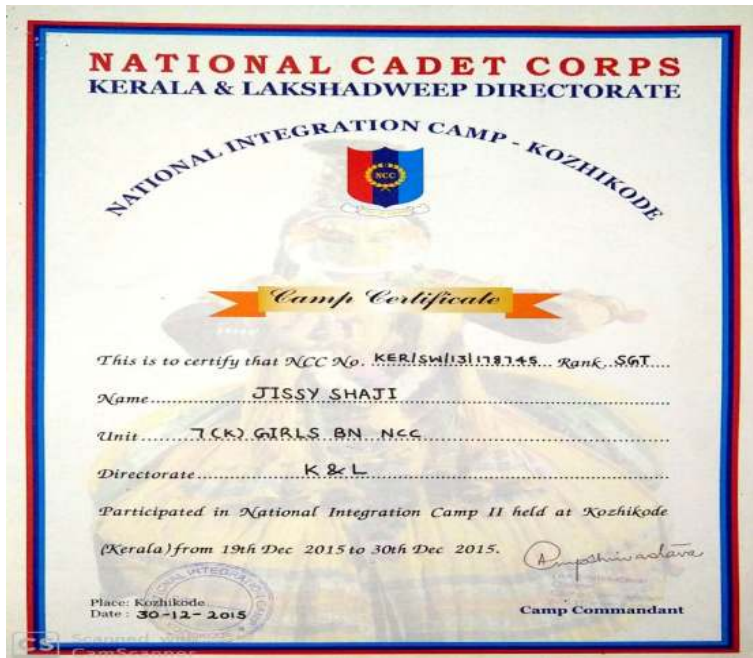 NATIONAL CADET CORPS
KERALA & LAKSHADWEEP DIRECTORATE
NATIONAL INTEGRATION CAMP - KOZHIKODE
NCC
Camp Certificate
This is to certify that NCC No. KER/SW/13/178745 Rank SGT
Name JISSY SHAJI
Unit 7(K) GIRLS BN NCC
Directorate K & L
Participated in National Integration Camp II held at Kozhikode
(Kerala) from 19th Dec 2015 to 30th Dec 2015.
Place: Kozhikode
Date : 30-12-2015
Camp Commandant
CS Scanned with
CamScanner